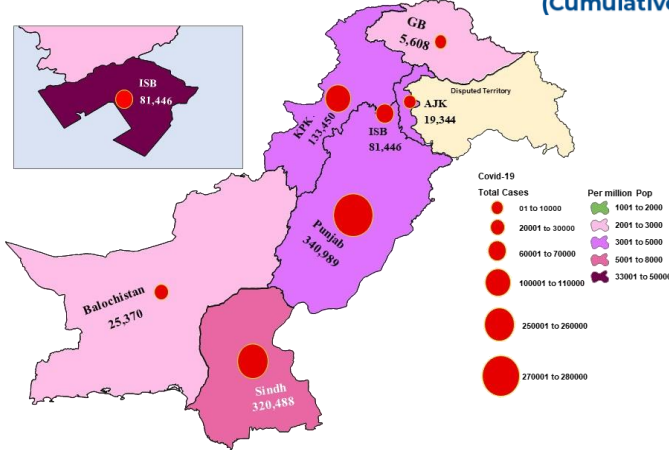 (Cumulative
GB
5,608
ISB
81,446
Disputed Territory
AJK
19,344
KPK
133,450
ISB
81,446
Punjab
340,989
Balochistan
25,370
Sindh
320,488
Covid-19
Total Cases
01 to 10000
20001 to 30000
60001 to 70000
100001 to 110000
250001 to 260000
270001 to 280000
Per million Pop
1001 to 2000
2001 to 3000
3001 to 5000
5001 to 8000
33001 to 50000